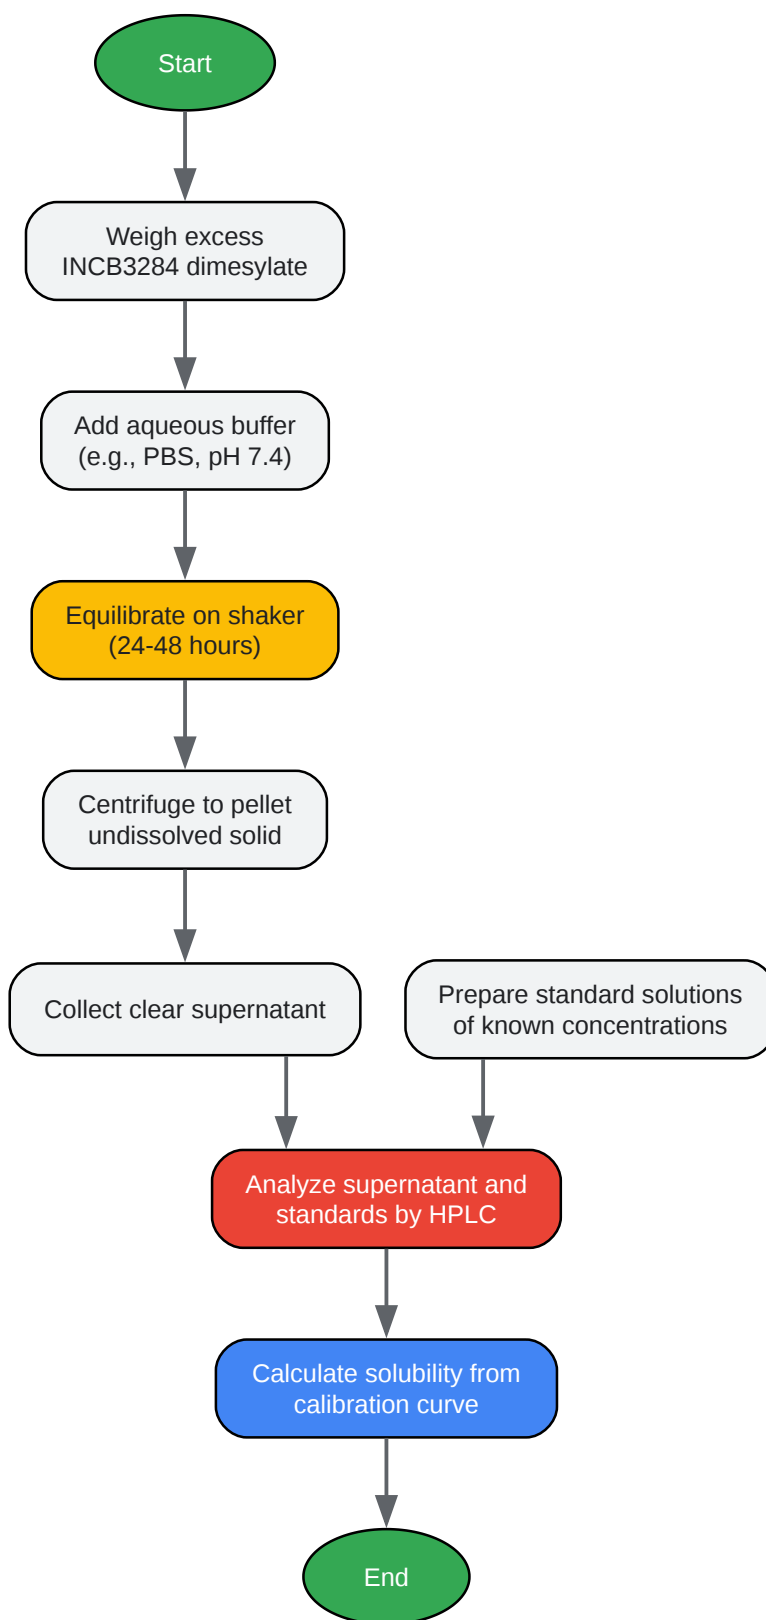 Start
Weigh excess
INCB3284 dimesylate
Add aqueous buffer
(e.g., PBS, pH 7.4)
Equilibrate on shaker
(24-48 hours)
Centrifuge to pellet
undissolved solid
Collect clear supernatant
Prepare standard solutions
of known concentrations
Analyze supernatant and
standards by HPLC
Calculate solubility from
calibration curve
End